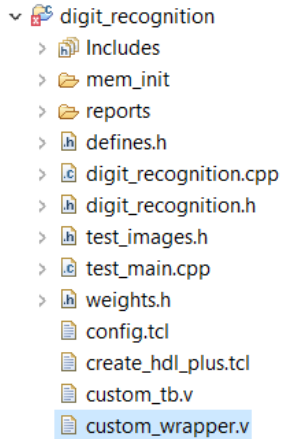 digit_recognition
Includes
mem_init
reports
defines.h
digit_recognition.cpp
digit_recognition.h
test_images.h
test_main.cpp
weights.h
config.tcl
create_hdl_plus.tcl
custom_tb.v
custom_wrapper.v